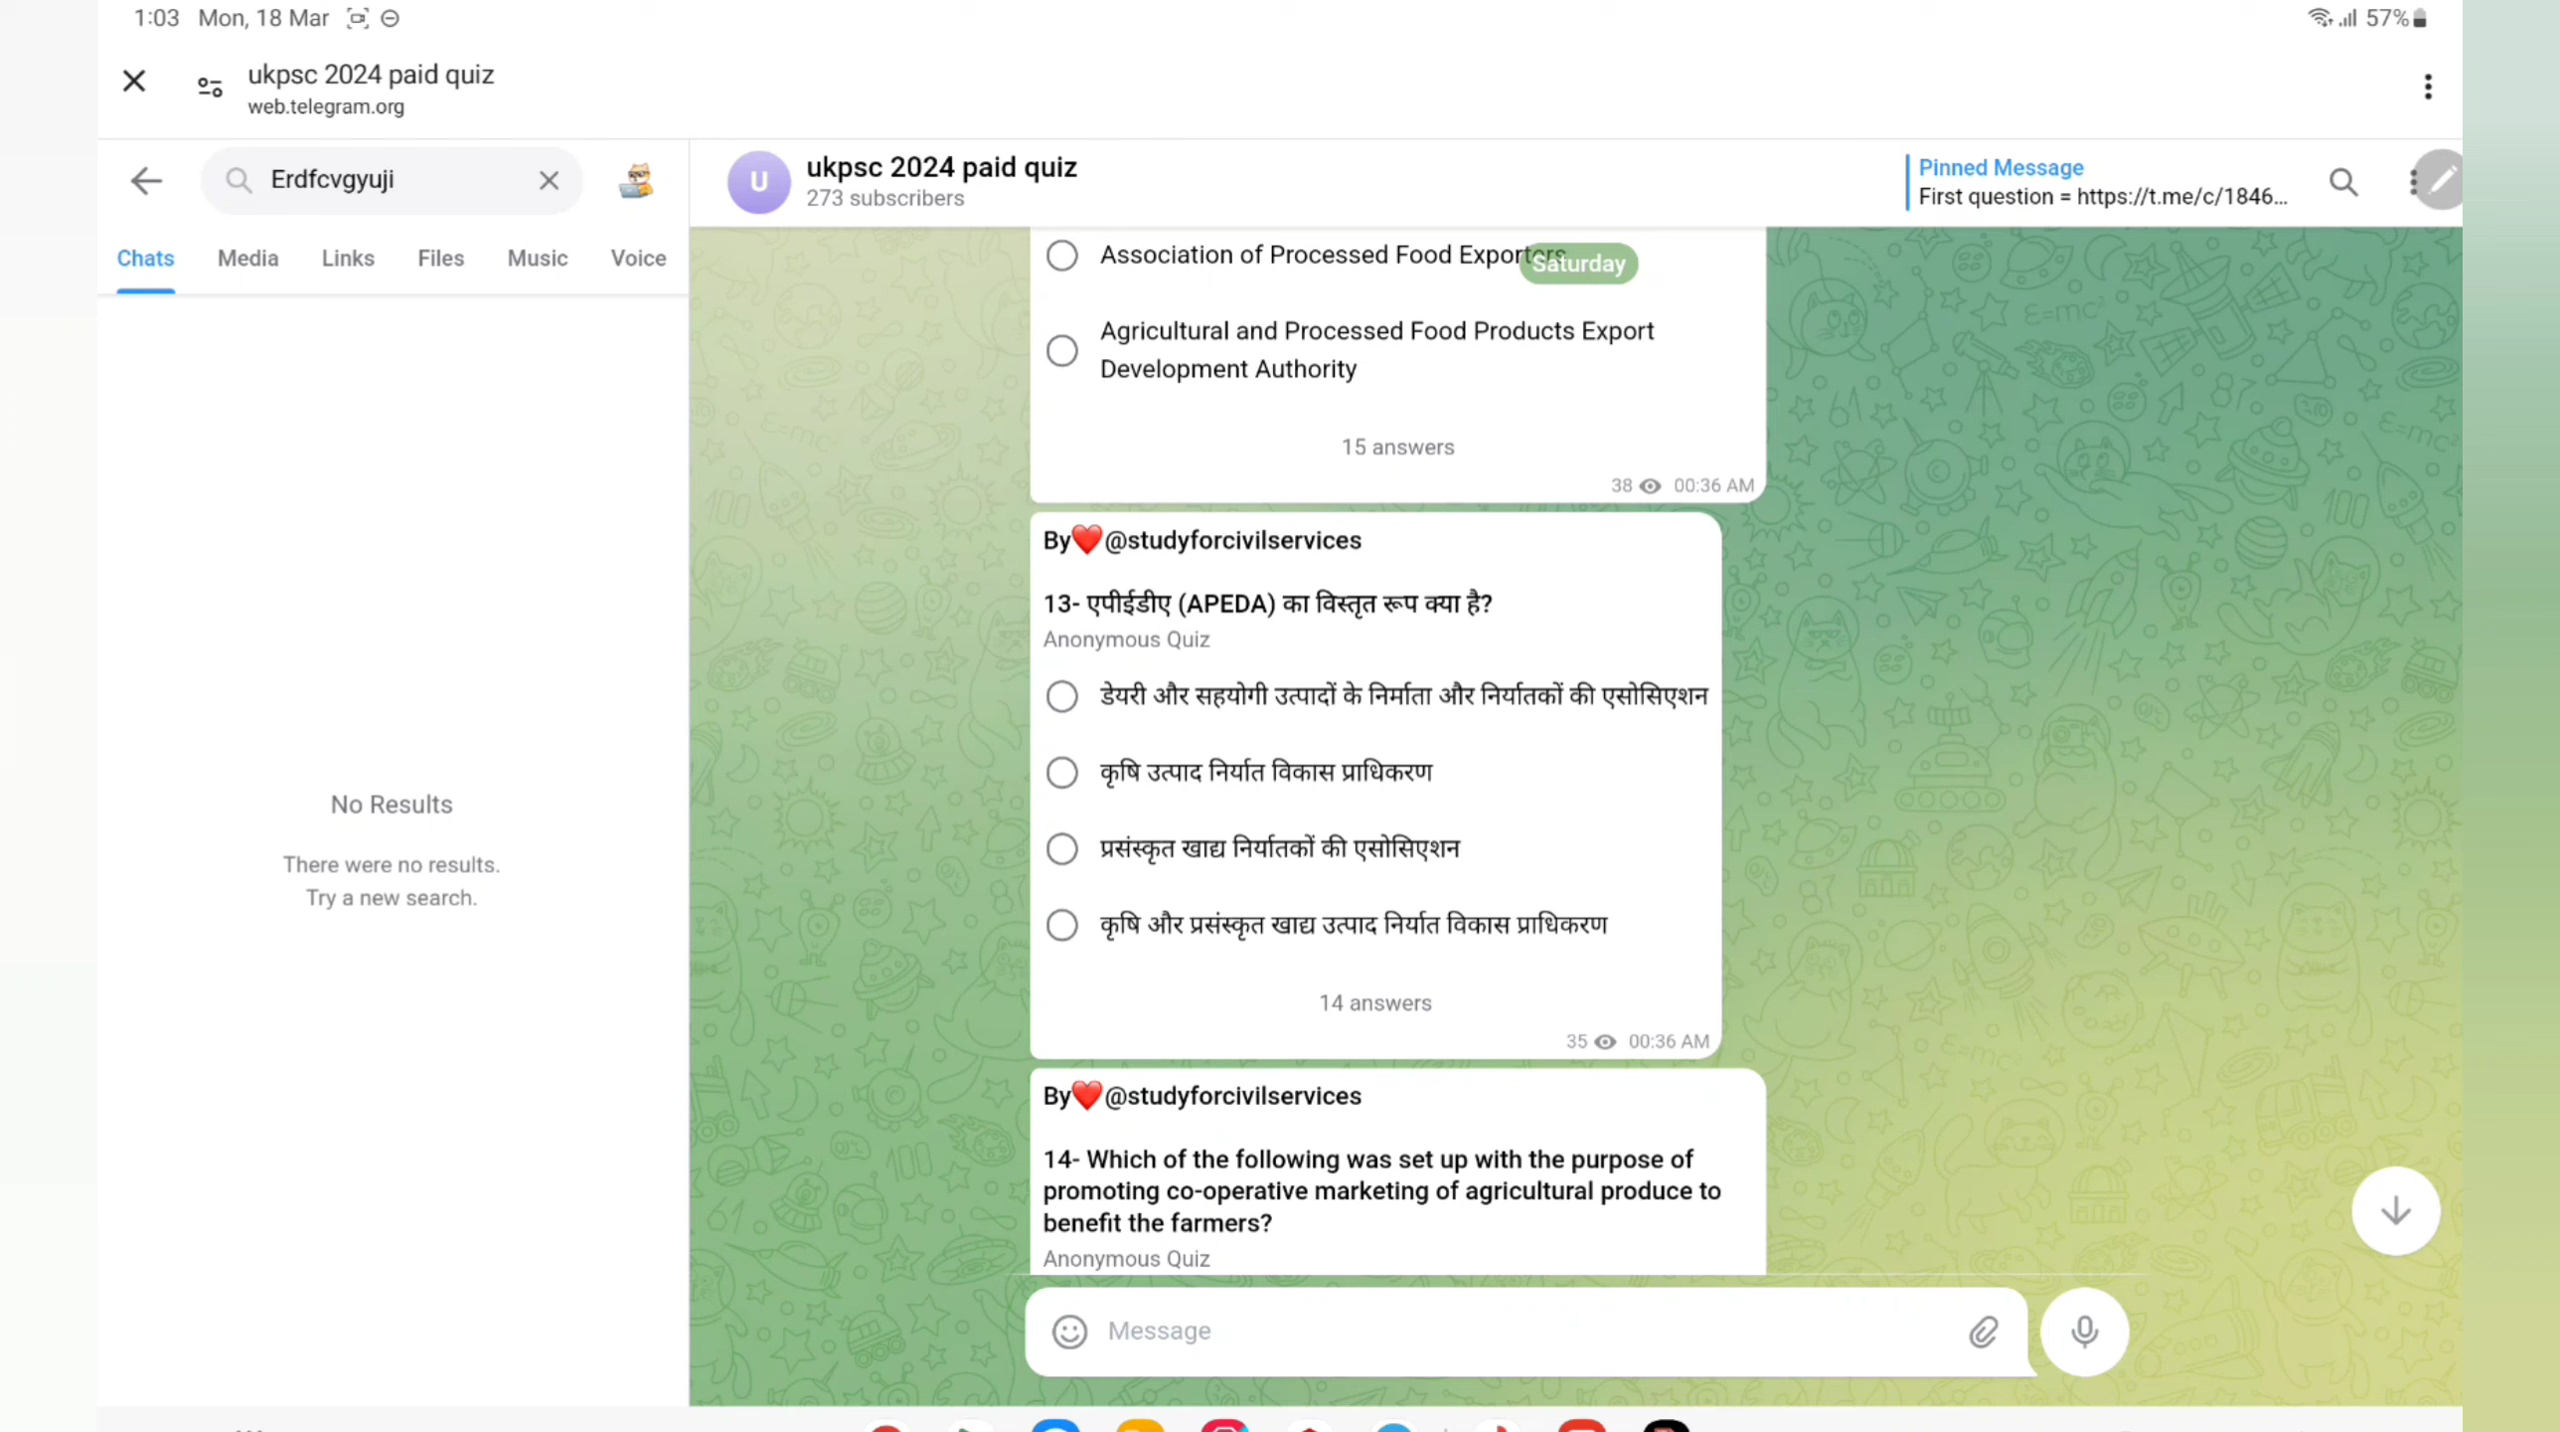 1:03 Mon, 18 Mar
57%
ukpsc 2024 paid quiz
web.telegram.org
Erdfcvgyuji
Chats Media Links Files Music Voice
No Results
There were no results.
Try a new search.
U
ukpsc 2024 paid quiz
273 subscribers
Pinned Message
First question = https://t.me/c/1846...
Saturday
Association of Processed Food Exporters
Agricultural and Processed Food Products Export
Development Authority
15 answers
38 00:36 AM
By❤️@studyforcivilservices
13- एपीईडीए (APEDA) का विस्तृत रूप क्या है?
Anonymous Quiz
डेयरी और सहयोगी उत्पादों के निर्माता और निर्यातकों की एसोसिएशन
कृषि उत्पाद निर्यात विकास प्राधिकरण
प्रसंस्कृत खाद्य निर्यातकों की एसोसिएशन
कृषि और प्रसंस्कृत खाद्य उत्पाद निर्यात विकास प्राधिकरण
14 answers
35 00:36 AM
By❤️@studyforcivilservices
14- Which of the following was set up with the purpose of
promoting co-operative marketing of agricultural produce to
benefit the farmers?
Anonymous Quiz
Message